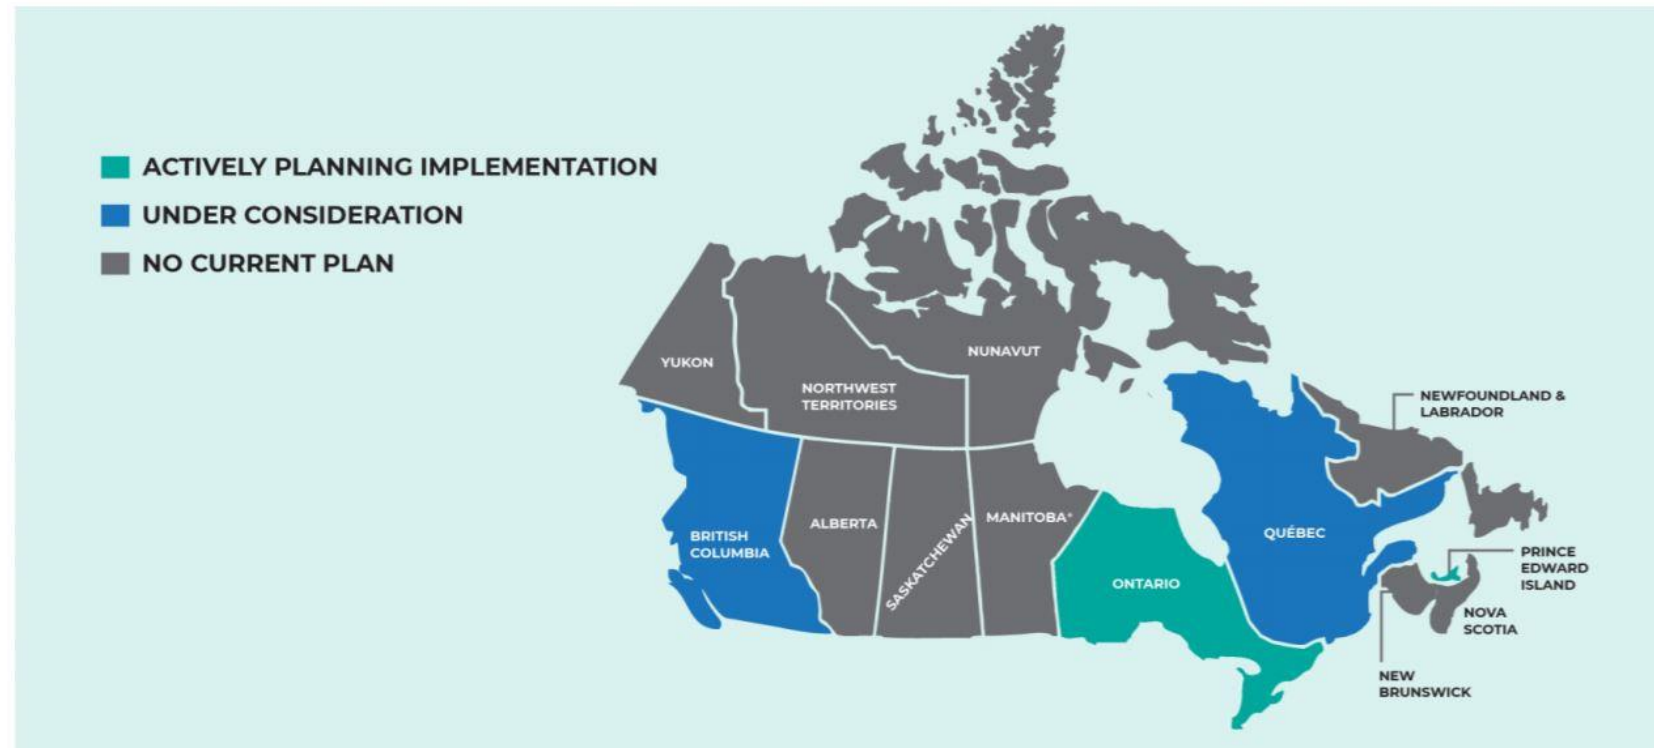 ACTIVELY PLANNING IMPLEMENTATION
UNDER CONSIDERATION
NO CURRENT PLAN
YUKON
NORTHWEST
TERRITORIES
NUNAVUT
NEWFOUNDLAND &
LABRADOR
BRITISH
COLUMBIA
ALBERTA
SASKATCHEWAN
MANITOBA*
ONTARIO
QUÉBEC
PRINCE
EDWARD
ISLAND
NOVA
SCOTIA
NEW
BRUNSWICK